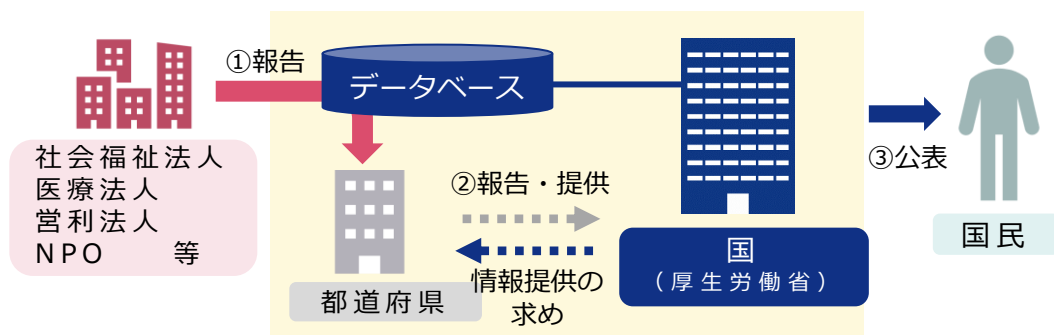 ①報告
データベース
社会福祉法人
医療法人
営利法人
NPO 等
②報告・提供
③公表
情報提供の
求め
都道府県
国
(厚生労働省)
国民